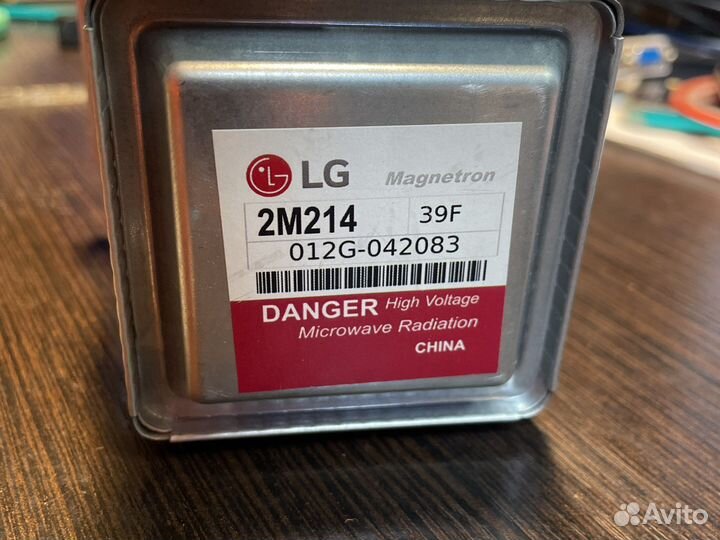 LG Magnetron
2M214 39F
012G-042083
DANGER High Voltage
Microwave Radiation
CHINA
Avito